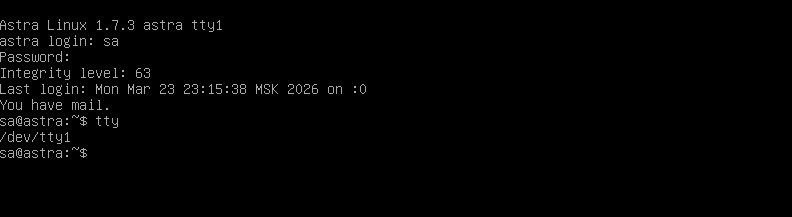 Astra Linux 1.7.3 astra tty1
astra login: sa
Password:
Integrity level: 63
Last login: Mon Mar 23 23:15:38 MSK 2026 on :0
You have mail.
sa@astra:~$ tty
/dev/tty1
sa@astra:~$